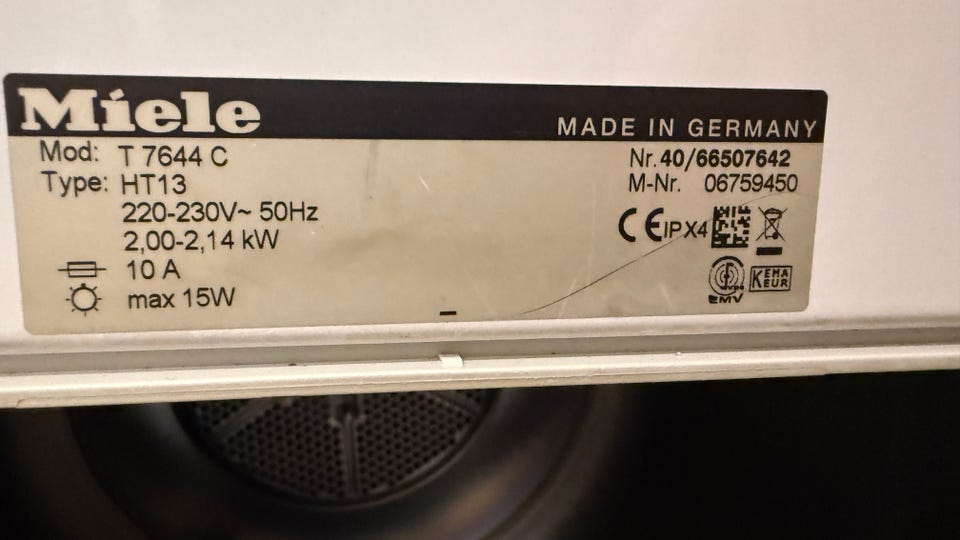 Miele
MADE IN GERMANY
Mod: T 7644 C
Type: HT13
220-230V~ 50Hz
2,00-2,14 kW
10 A
max 15W
Nr. 40/66507642
M-Nr. 06759450
CE IPX4
EMV
KEMA
EUR